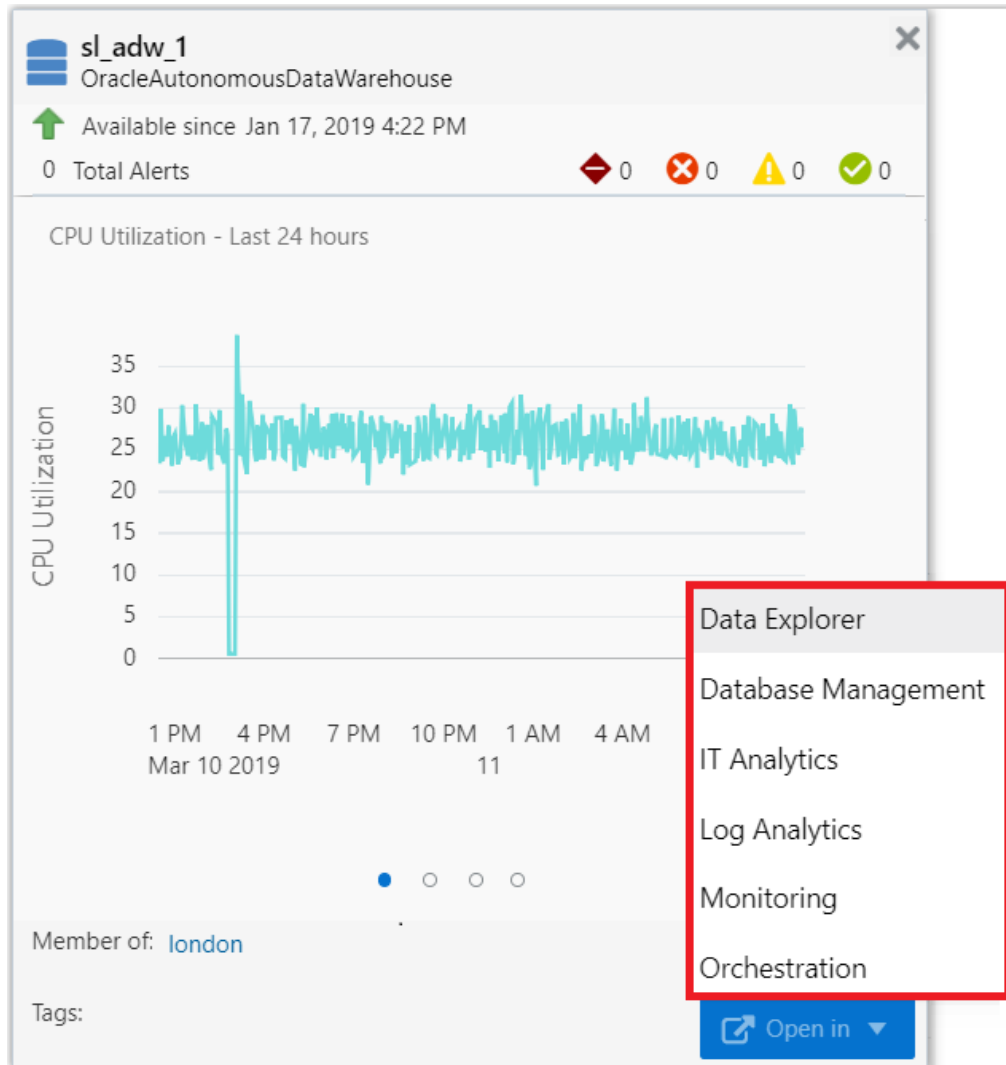 sl_adw_1
OracleAutonomousDataWarehouse
Available since Jan 17, 2019 4:22 PM
0 Total Alerts 0 0 0 0
CPU Utilization - Last 24 hours
CPU Utilization
35
30
25
20
15
10
5
0
1 PM 4 PM 7 PM 10 PM 1 AM 4 AM
Mar 10 2019 11
Data Explorer
Database Management
IT Analytics
Log Analytics
Monitoring
Orchestration
Member of: london
Tags:
Open in